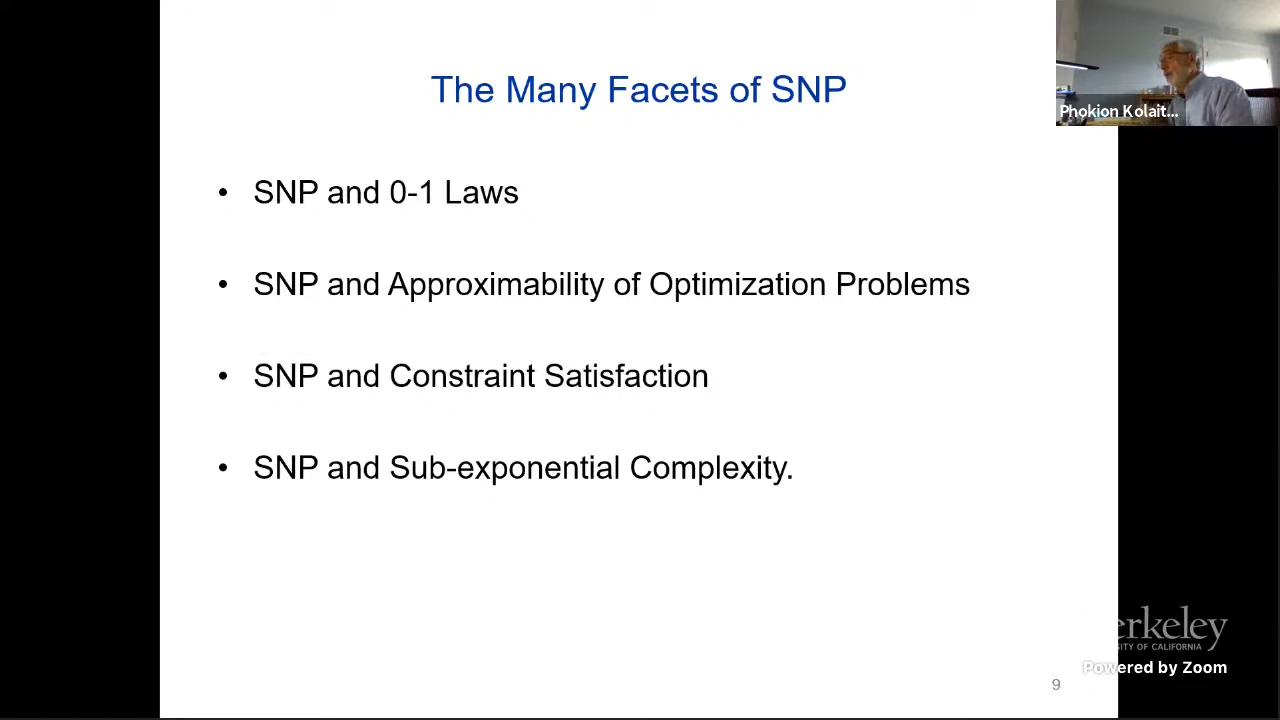 The Many Facets of SNP
Phokion Kolait...
• SNP and 0-1 Laws
• SNP and Approximability of Optimization Problems
• SNP and Constraint Satisfaction
• SNP and Sub-exponential Complexity.
erkeley
SITY OF CALIFORNIA
Powered by Zoom
9